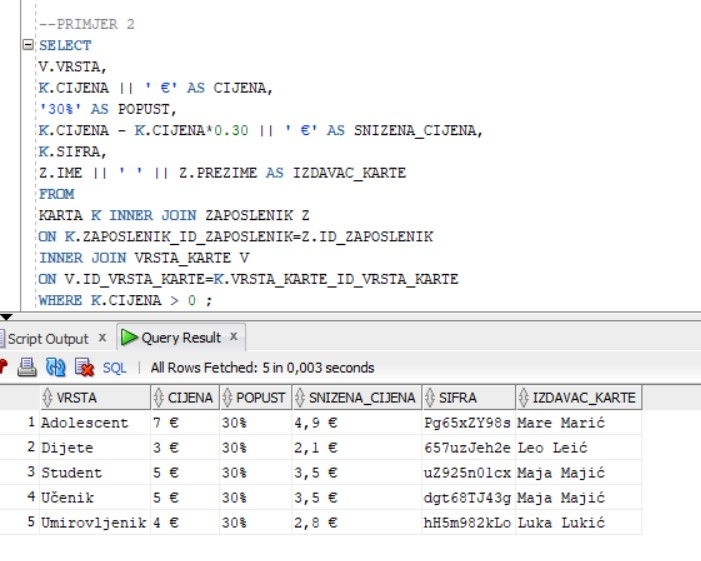 --PRIMJER 2
SELECT
V.VRSTA,
K.CIJENA || ' €' AS CIJENA,
'30%' AS POPUST,
K.CIJENA - K.CIJENA*0.30 || ' €' AS SNIZENA_CIJENA,
K.SIFRA,
Z.IME || ' ' || Z.PREZIME AS IZDAVAC_KARTE
FROM
KARTA K INNER JOIN ZAPOSLENIK Z
ON K.ZAPOSLENIK_ID_ZAPOSLENIK=Z.ID_ZAPOSLENIK
INNER JOIN VRSTA_KARTE V
ON V.ID_VRSTA_KARTE=K.VRSTA_KARTE_ID_VRSTA_KARTE
WHERE K.CIJENA > 0 ;
Script Output x Query Result x
SQL | All Rows Fetched: 5 in 0,003 seconds
VRSTA CIJENA POPUST SNIZENA_CIJENA SIFRA IZDAVAC_KARTE
1 Adolescent 7 € 30% 4,9 € Pg65xZY98s Mare Marić
2 Dijete 3 € 30% 2,1 € 657uzJeh2e Leo Leić
3 Student 5 € 30% 3,5 € uZ925n01cx Maja Majić
4 Učenik 5 € 30% 3,5 € dgt68TJ43g Maja Majić
5 Umirovljenik 4 € 30% 2,8 € hH5m982kLo Luka Lukić